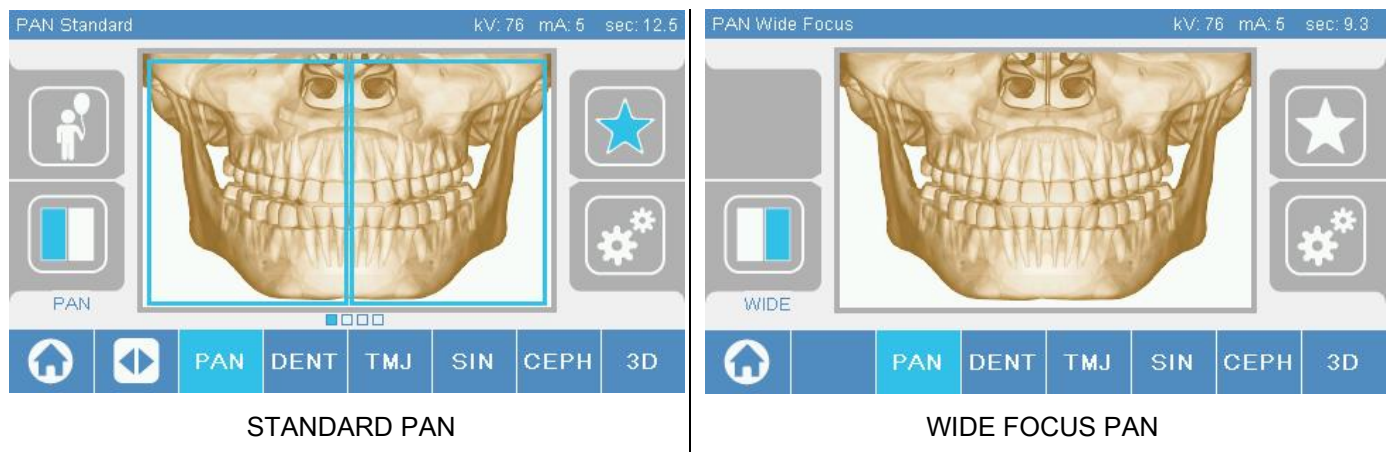 PAN Standard kV: 76 mA: 5 sec: 12.5
PAN
PAN DENT TMJ SIN CEPH 3D
STANDARD PAN
PAN Wide Focus kV: 76 mA: 5 sec: 9.3
WIDE
PAN DENT TMJ SIN CEPH 3D
WIDE FOCUS PAN